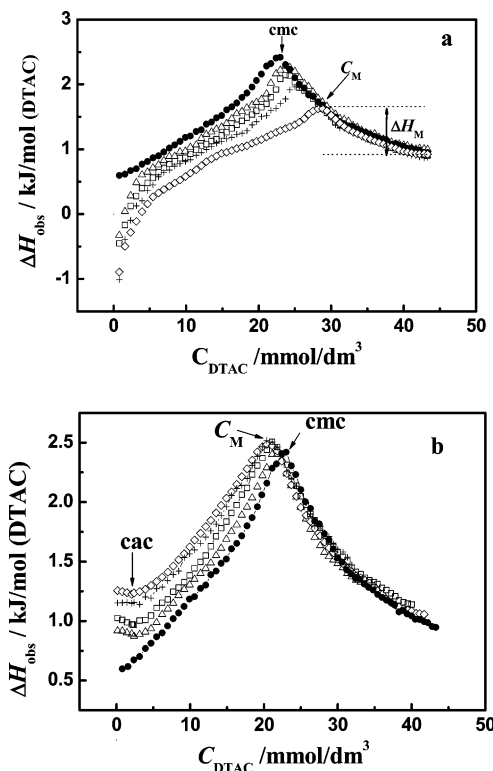 a
cmc
C_M
ΔH_M
3
2
1
0
-1
ΔH_obs / kJ/mol (DTAC)
0 10 20 30 40 50
C_DTAC /mmol/dm³
b
C_M
cmc
cac
2.5
2.0
1.5
1.0
0.5
ΔH_obs / kJ/mol (DTAC)
0 10 20 30 40 50
C_DTAC /mmol/dm³